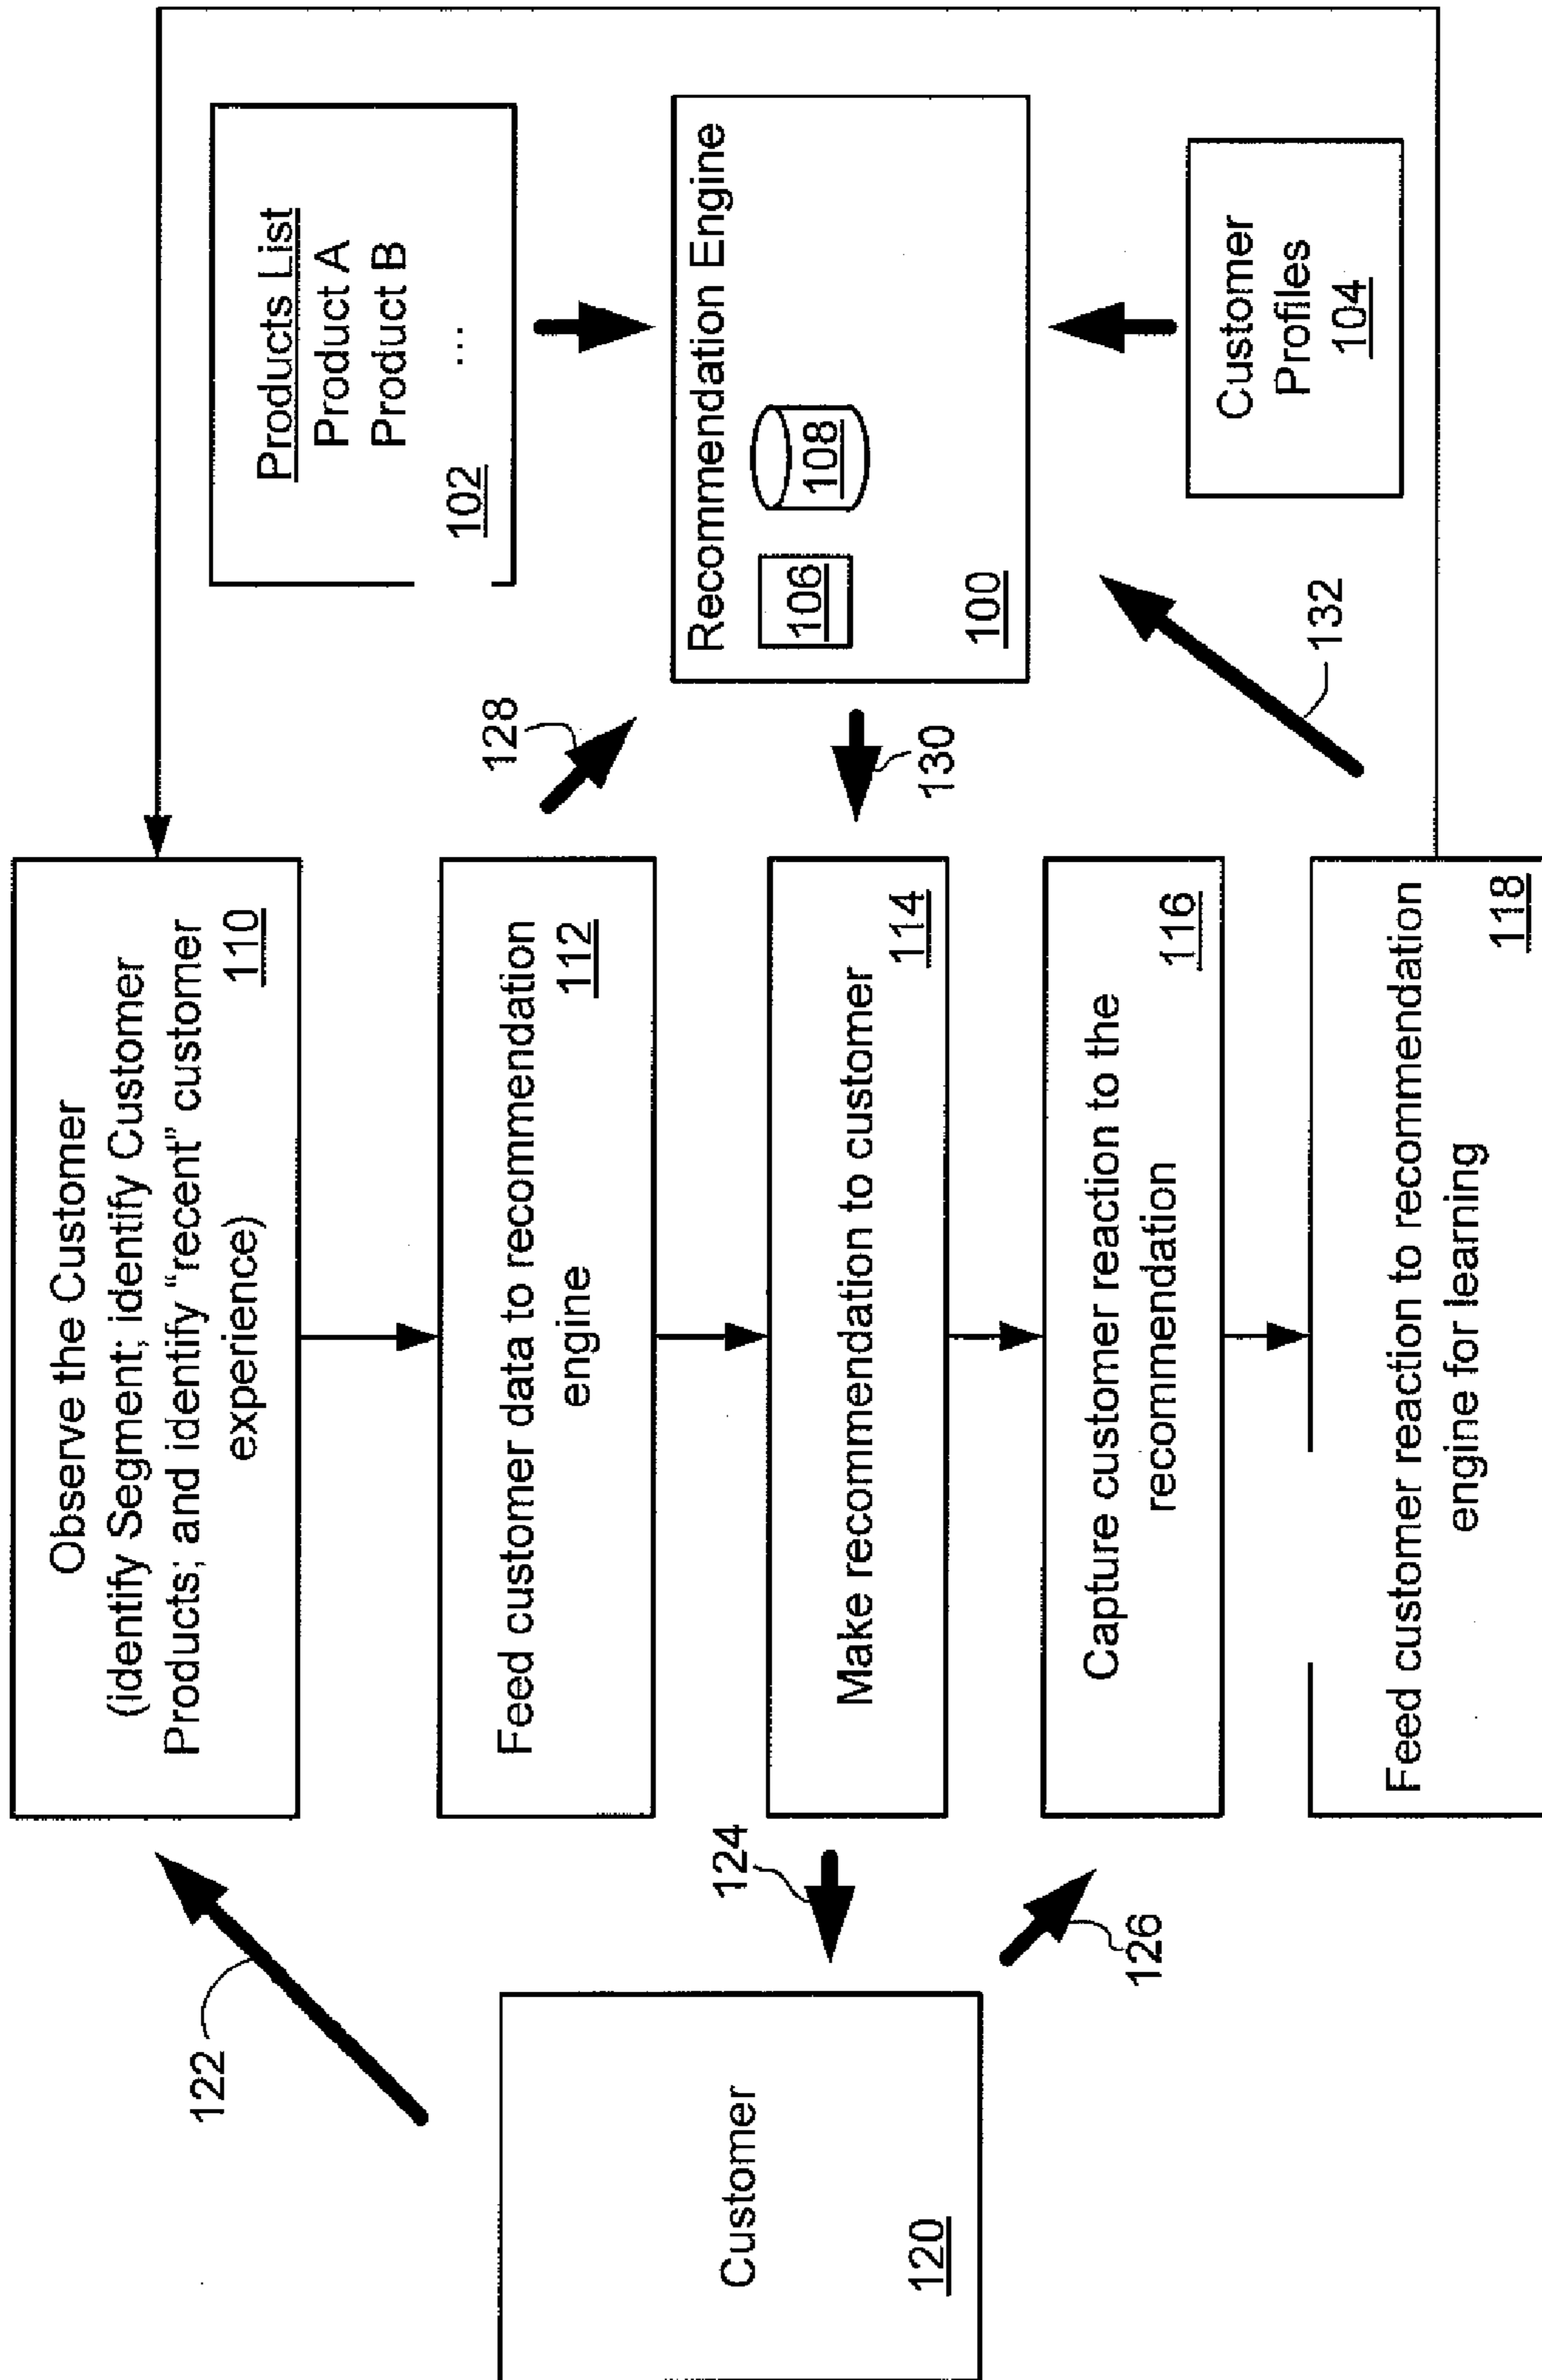 Customer
120
122
124
126
Observe the Customer
(identify Segment; identify Customer
Products; and identify “recent” customer
experience)
110
Feed customer data to recommendation
engine
112
Make recommendation to customer
114
Capture customer reaction to the
recommendation
116
Feed customer reaction to recommendation
engine for learning
118
128
130
132
Products List
Product A
Product B
...
102
Recommendation Engine
106
108
100
Customer
Profiles
104